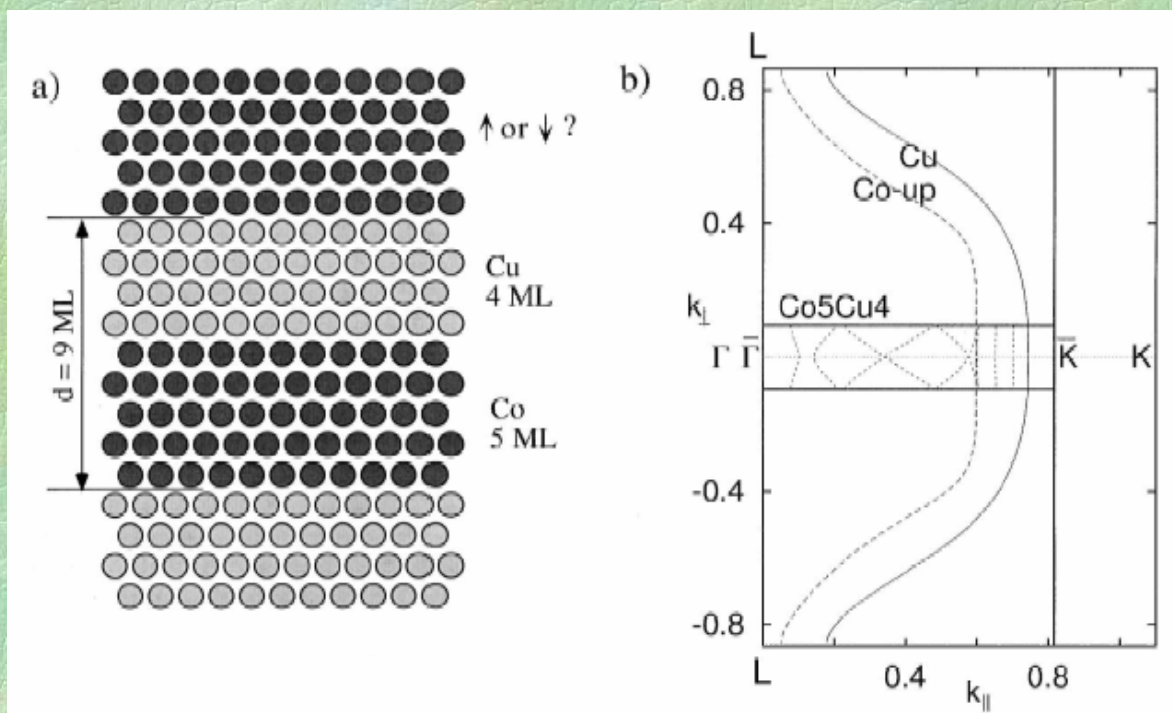 a)
↑ or ↓ ?
Cu
4 ML
d = 9 ML
Co
5 ML
b)
L
0.8
Cu
Co-up
0.4
k⊥
Co5Cu4
Γ Γ̅ K̅ K
-0.4
-0.8
L
0.4
0.8
k||